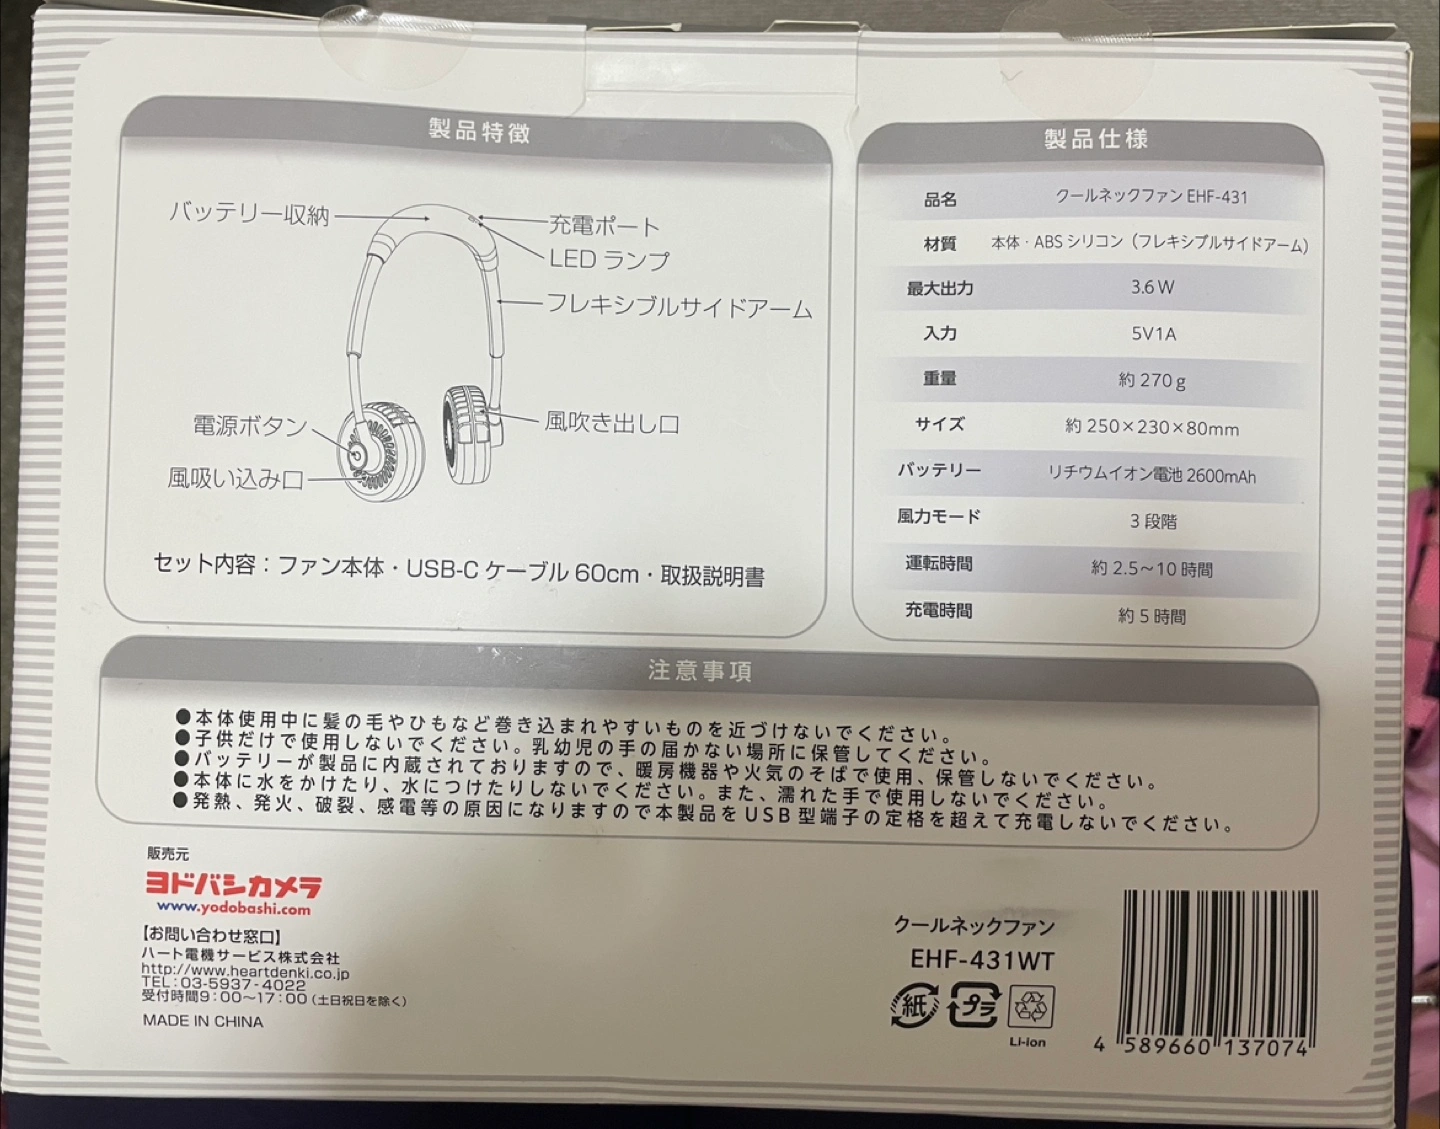 製品特徴
バッテリー収納
充電ポート
LED ランプ
フレキシブルサイドアーム
電源ボタン
風吹き出し口
風吸い込み口
セット内容：ファン本体・USB-C ケーブル 60cm・取扱説明書
製品仕様
品名 クールネックファン EHF-431
材質 本体・ABS シリコン（フレキシブルサイドアーム）
最大出力 3.6W
入力 5V1A
重量 約 270g
サイズ 約 250×230×80mm
バッテリー リチウムイオン電池 2600mAh
風力モード 3 段階
運転時間 約 2.5～10 時間
充電時間 約 5 時間
注意事項
●本体使用中に髪の毛やひもなど巻き込まれやすいものを近づけないでください。
●子供だけで使用しないでください。乳幼児の手の届かない場所に保管してください。
●バッテリーが製品に内蔵されておりますので、暖房機器や火気のそばで使用、保管しないでください。
●本体に水をかけたり、水につけたりしないでください。また、濡れた手で使用しないでください。
●発熱、発火、破裂、感電等の原因になりますので本製品をUSB型端子の定格を超えて充電しないでください。
販売元
ヨドバシカメラ
www.yodobashi.com
【お問い合わせ窓口】
ハート電機サービス株式会社
http://www.heartdenki.co.jp
TEL：03-5937-4022
受付時間9：00～17：00（土日祝日を除く）
MADE IN CHINA
クールネックファン
EHF-431WT
紙 プラ
Li-ion
4 589660 137074